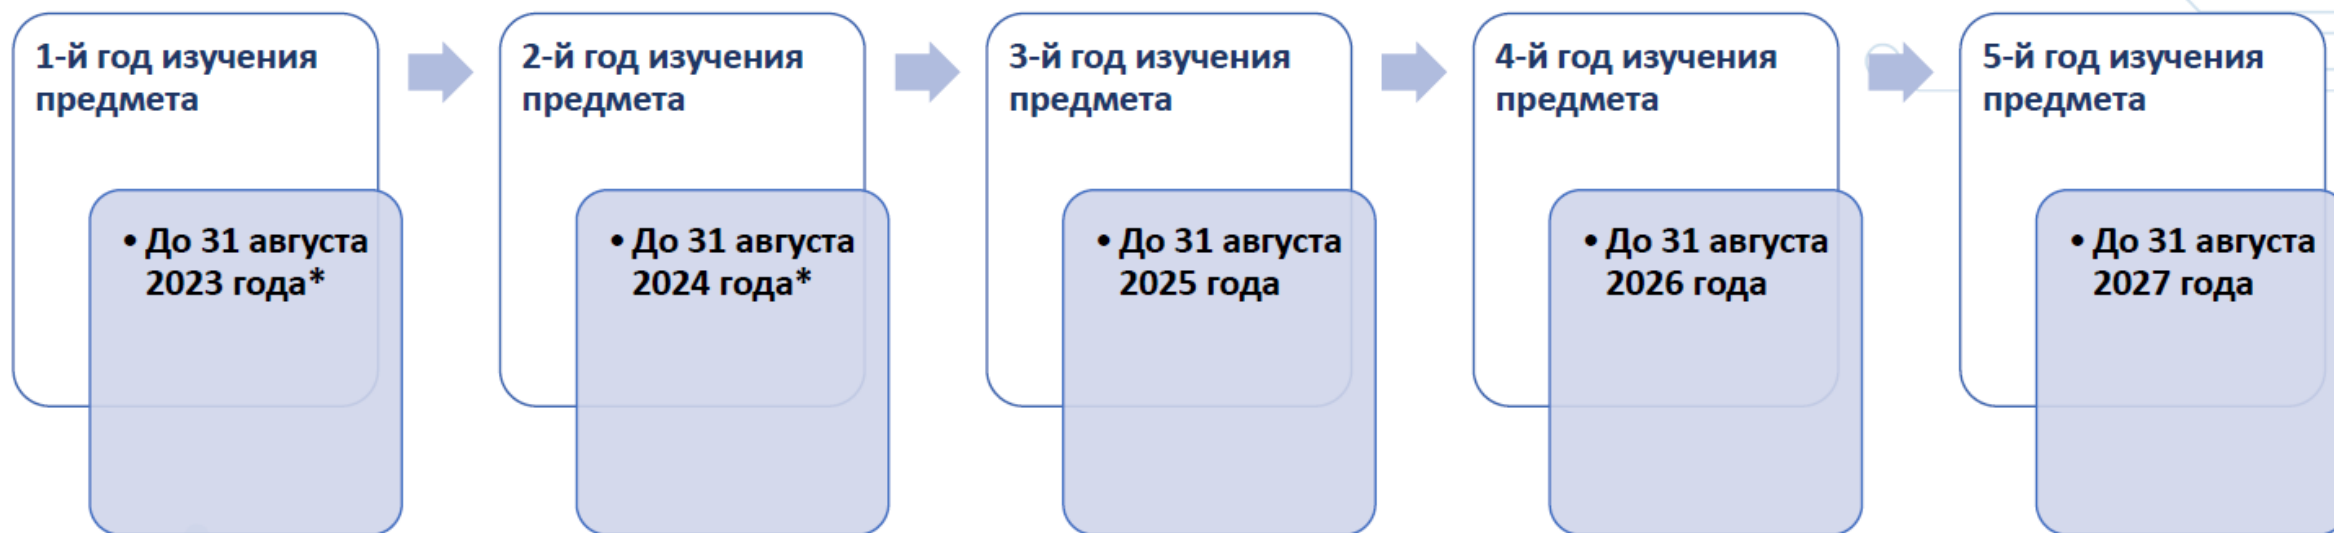 1-й год изучения
предмета
• До 31 августа
2023 года*
2-й год изучения
предмета
• До 31 августа
2024 года*
3-й год изучения
предмета
• До 31 августа
2025 года
4-й год изучения
предмета
• До 31 августа
2026 года
5-й год изучения
предмета
• До 31 августа
2027 года